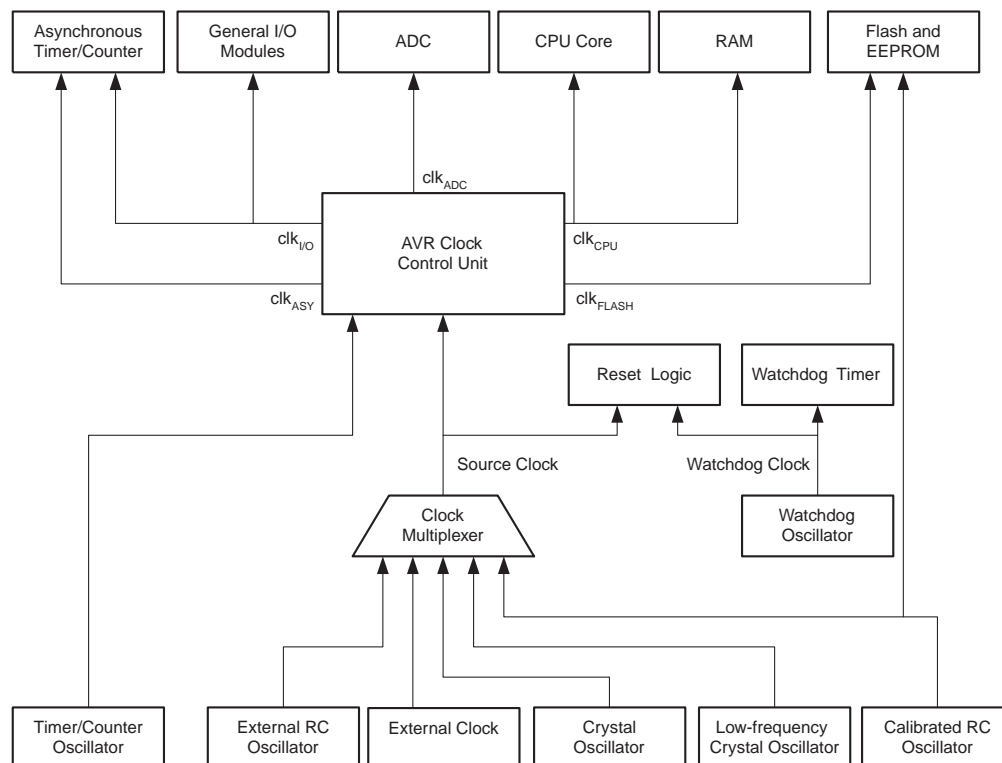 Asynchronous
Timer/Counter
General I/O
Modules
ADC
CPU Core
RAM
Flash and
EEPROM
clkADC
clkI/O
AVR Clock
Control Unit
clkCPU
clkASY
clkFLASH
Reset Logic
Watchdog Timer
Source Clock
Watchdog Clock
Clock
Multiplexer
Watchdog
Oscillator
Timer/Counter
Oscillator
External RC
Oscillator
External Clock
Crystal
Oscillator
Low-frequency
Crystal Oscillator
Calibrated RC
Oscillator